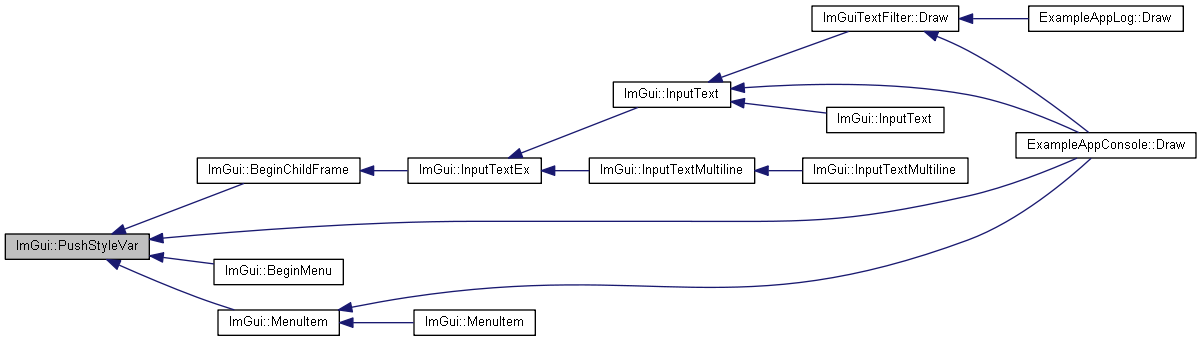 ImGuiTextFilter::Draw
ExampleAppLog::Draw
ImGui::InputText
ImGui::InputText
ExampleAppConsole::Draw
ImGui::BeginChildFrame
ImGui::InputTextEx
ImGui::InputTextMultiline
ImGui::InputTextMultiline
ImGui::PushStyleVar
ImGui::BeginMenu
ImGui::MenuItem
ImGui::MenuItem